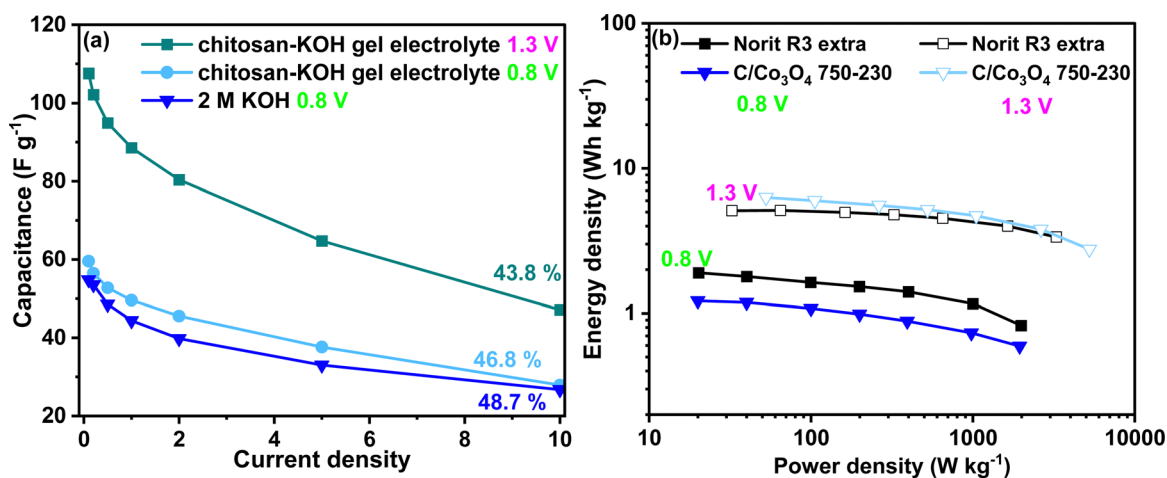 (a)
chitosan-KOH gel electrolyte 1.3 V
chitosan-KOH gel electrolyte 0.8 V
2 M KOH 0.8 V
120
100
80
60
40
20
Capacitance (F g⁻¹)
43.8 %
46.8 %
48.7 %
0 2 4 6 8 10
Current density
(b)
Norit R3 extra Norit R3 extra
C/Co₃O₄ 750-230 C/Co₃O₄ 750-230
0.8 V 1.3 V
100
10
1
Energy density (Wh kg⁻¹)
1.3 V
0.8 V
10 100 1000 10000
Power density (W kg⁻¹)